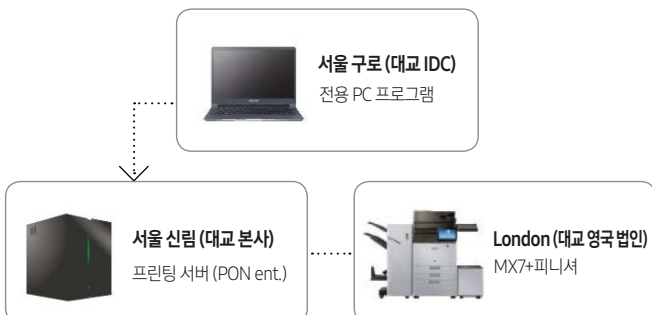 서울 구로 (대교 IDC)
전용 PC 프로그램
서울 신림 (대교 본사)
프린팅 서버 (PON ent.)
London (대교 영국 법인)
MX7+피니셔